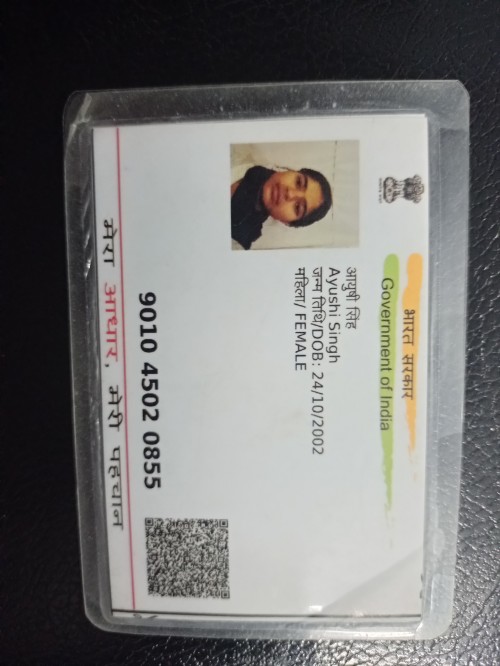 भारत सरकार
Government of India
आयुषी सिंह
Ayushi Singh
जन्म तिथि/DOB: 24/10/2002
महिला/ FEMALE
9010 4502 0855
मेरा आधार, मेरी पहचान